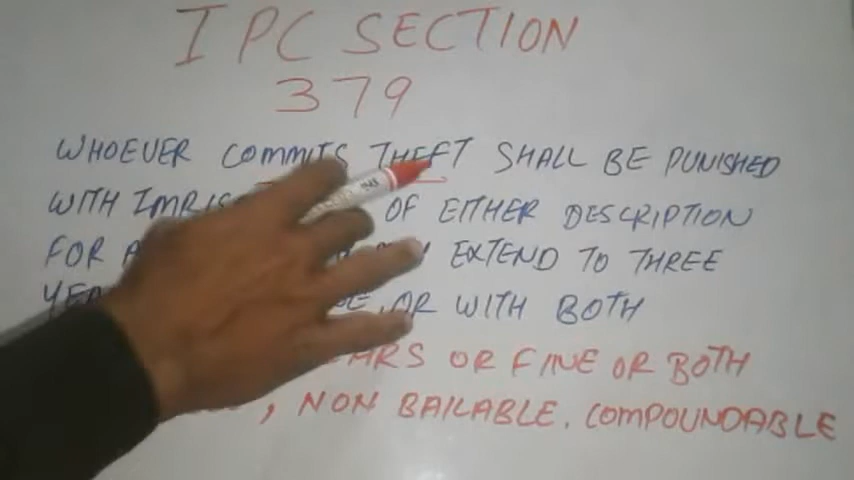 IPC SECTION
379
WHOEVER COMMITS THEFT SHALL BE PUNISHED
WITH OF EITHER DESCRIPTION
FOR EXTEND TO THREE
OR WITH BOTH
OR FINE OR BOTH
, NON BAILABLE. COMPOUNDABLE